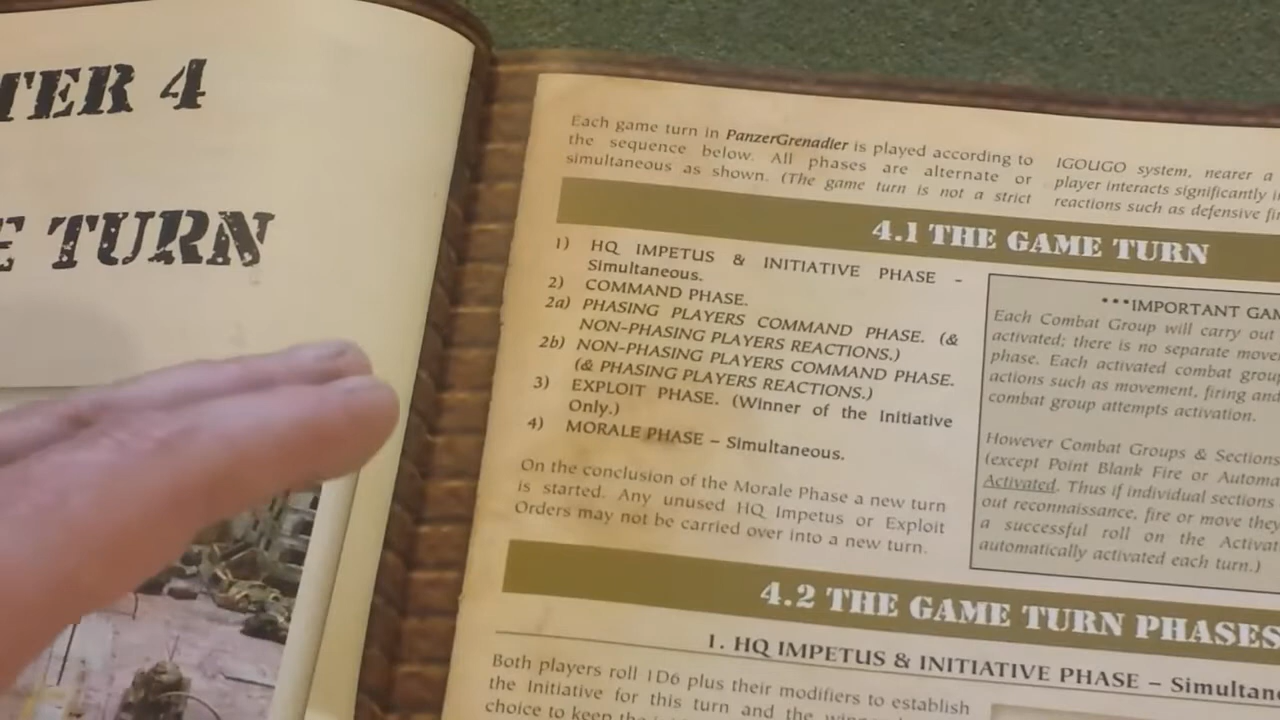 TER 4
E TURN
Each game turn in PanzerGrenadier is played according to
the sequence below. All phases are alternate or
simultaneous as shown. (The game turn is not a strict
IGOUGO system, nearer a
player interacts significantly
reactions such as defensive
4.1 THE GAME TURN
1) HQ IMPETUS & INITIATIVE PHASE -
Simultaneous.
2) COMMAND PHASE.
2a) PHASING PLAYERS COMMAND PHASE. (&
NON-PHASING PLAYERS REACTIONS.)
2b) NON-PHASING PLAYERS COMMAND PHASE.
(& PHASING PLAYERS REACTIONS.)
3) EXPLOIT PHASE. (Winner of the Initiative
Only.)
4) MORALE PHASE – Simultaneous.
On the conclusion of the Morale Phase a new turn
is started. Any unused HQ Impetus or Exploit
Orders may not be carried over into a new turn.
***IMPORTANT GAM
Each Combat Group will carry out
activated; there is no separate move
phase. Each activated combat grou
actions such as movement, firing and
combat group attempts activation.
However Combat Groups & Sections
(except Point Blank Fire or Automa
Activated. Thus if individual sections
out reconnaissance, fire or move they
a successful roll on the Activat
automatically activated each turn.)
4.2 THE GAME TURN PHASES
1. HQ IMPETUS & INITIATIVE PHASE – Simultane
Both players roll 1D6 plus their modifiers to establish
the Initiative for this turn and the
choice to keep the